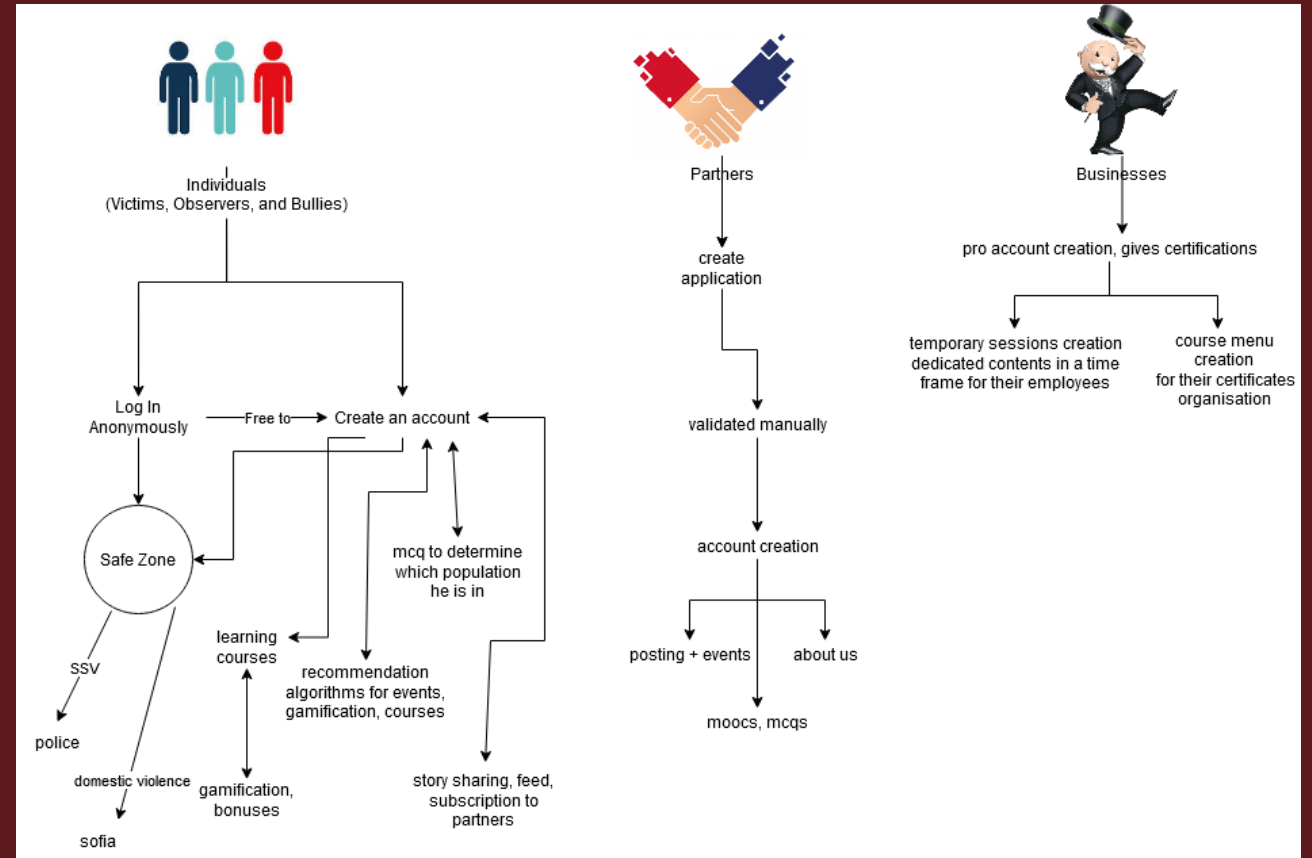 Individuals
(Victims, Observers, and Bullies)
Log In
Anonymously
Free to
Create an account
Safe Zone
mcq to determine
which population
he is in
learning
courses
recommendation
algorithms for events,
gamification, courses
SSV
police
domestic violence
sofia
gamification,
bonuses
story sharing, feed,
subscription to
partners
Partners
create
application
validated manually
account creation
posting + events
about us
moocs, mcqs
Businesses
pro account creation, gives certifications
temporary sessions creation
dedicated contents in a time
frame for their employees
course menu
creation
for their certificates
organisation